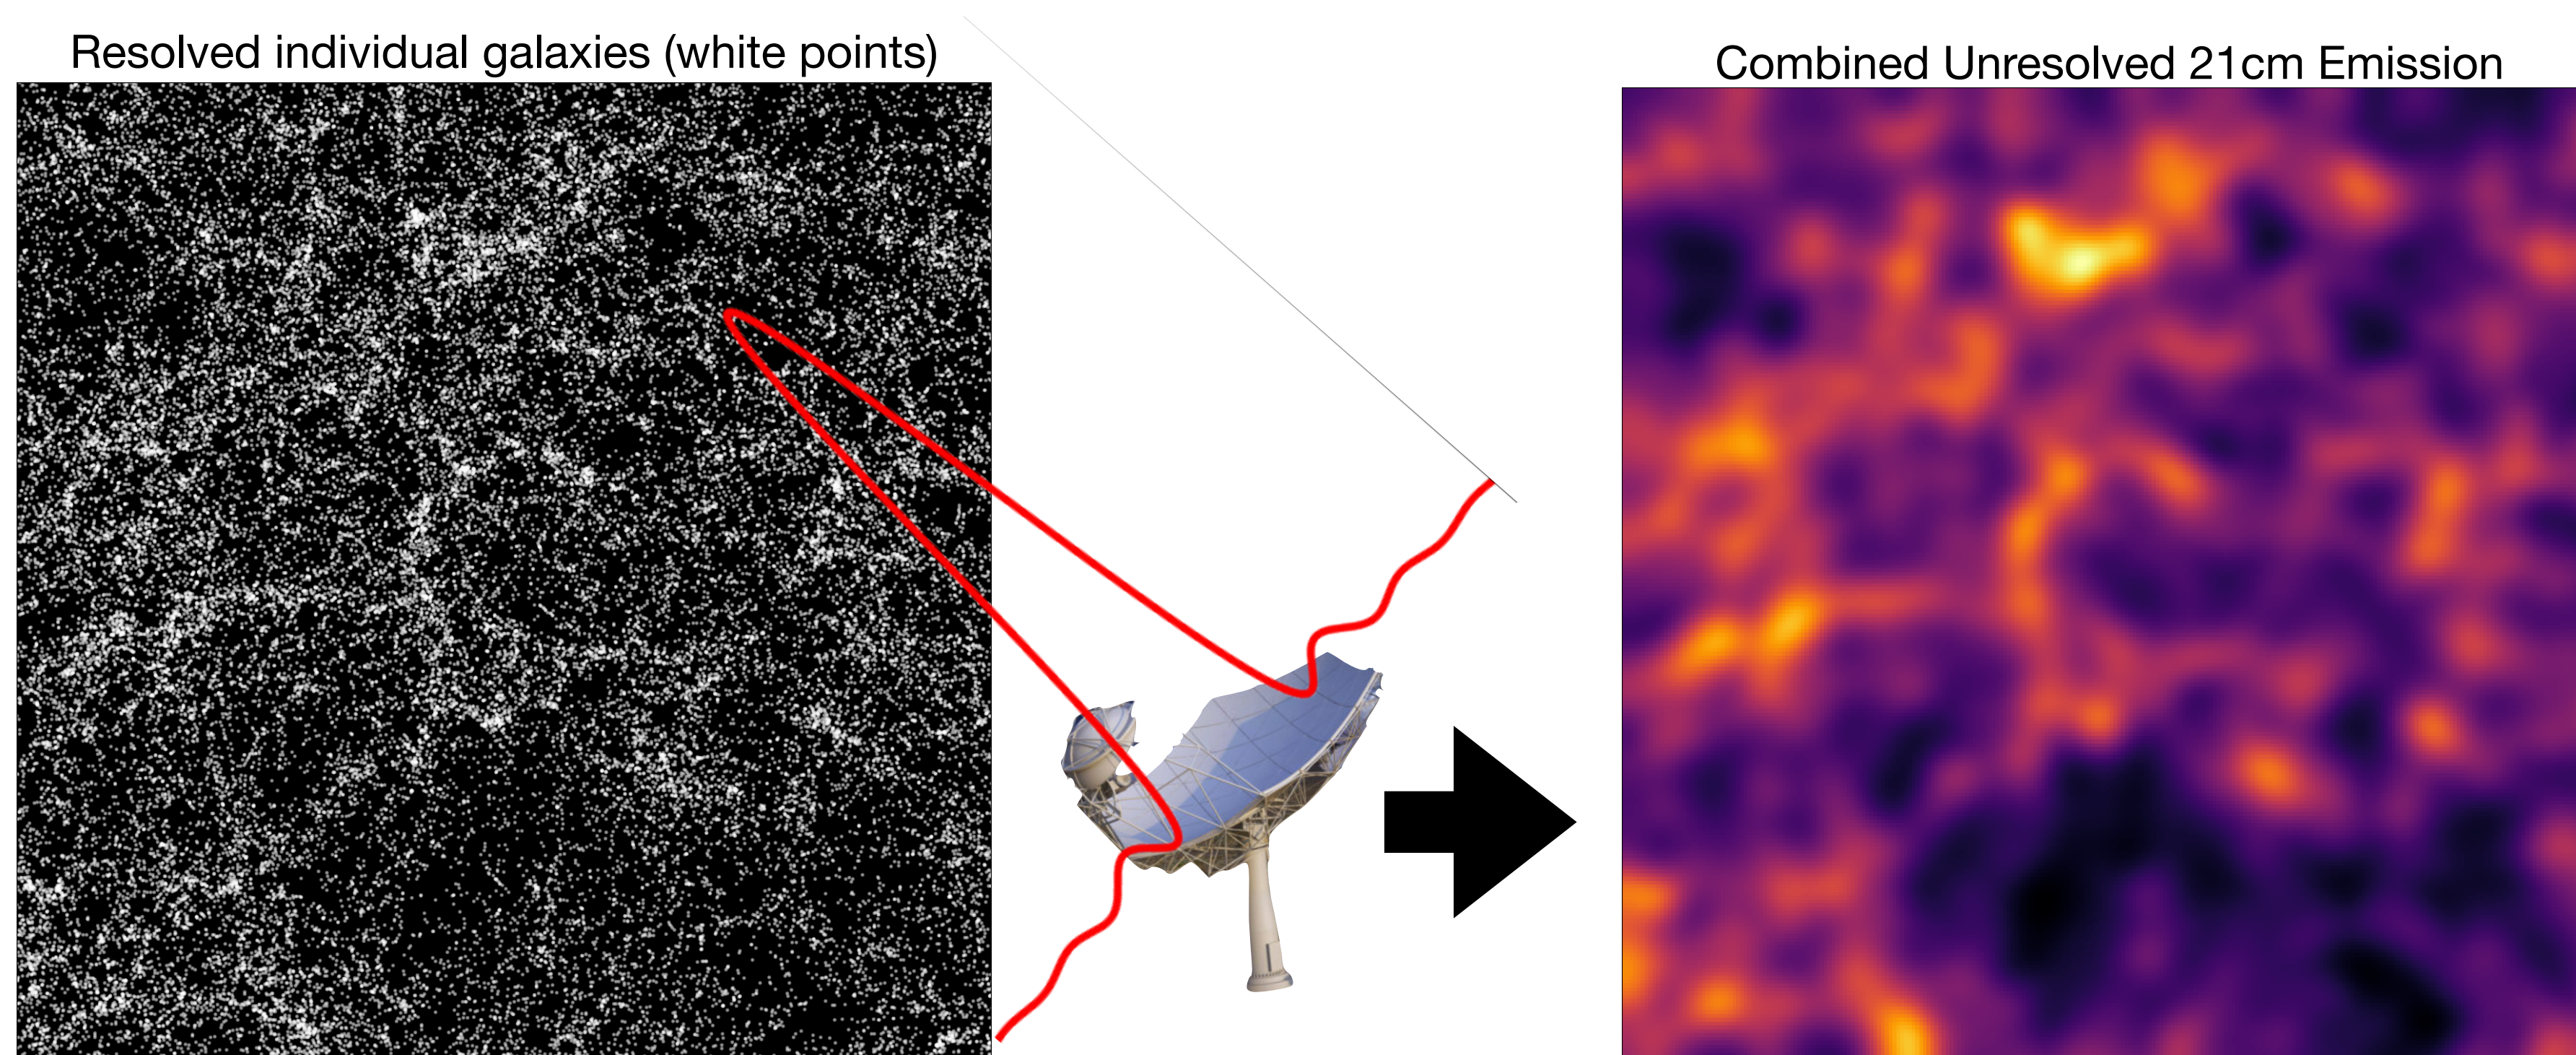 Resolved individual galaxies (white points)
Combined Unresolved 21cm Emission